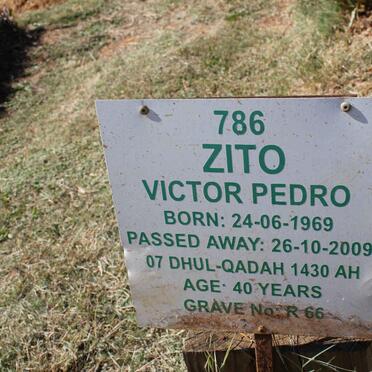 786
ZITO
VICTOR PEDRO
BORN: 24-06-1969
PASSED AWAY: 26-10-2009
07 DHUL-QADAH 1430 AH
AGE: 40 YEARS
GRAVE No: R 66